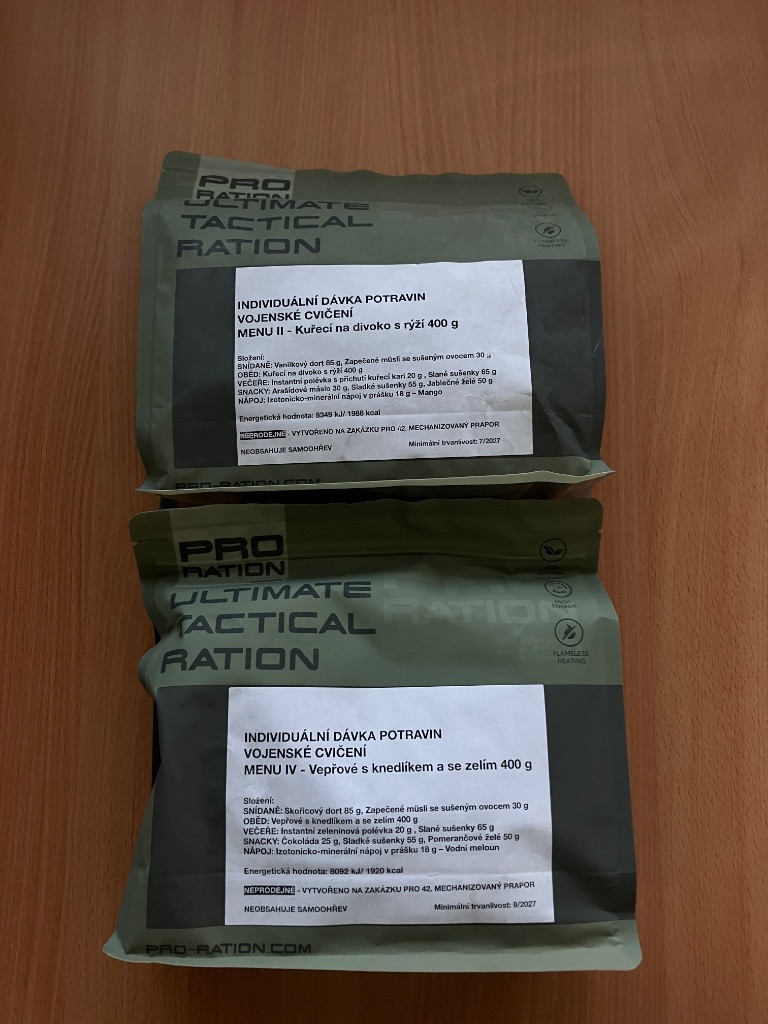 PRO
RATION
ULTIMATE
TACTICAL
RATION
FLAMELESS
HEATING
INDIVIDUÁLNÍ DÁVKA POTRAVIN
VOJENSKÉ CVIČENÍ
MENU II - Kuřecí na divoko s rýží 400 g
Složení:
SNÍDANĚ: Vanilkový dort 85 g, Zapečené müsli se sušeným ovocem 30 g
OBĚD: Kuřecí na divoko s rýží 400 g
VEČEŘE: Instantní polévka s příchutí kuřecí kari 20 g , Slané sušenky 65 g
SNACKY: Arašídové máslo 30 g, Sladké sušenky 55 g, Jablečné želé 50 g
NÁPOJ: Izotonicko-minerální nápoj v prášku 18 g – Mango
Energetická hodnota: 8349 kJ/ 1986 kcal
NEPRODEJNÉ - VYTVOŘENO NA ZAKÁZKU PRO 42. MECHANIZOVANÝ PRAPOR
NEOBSAHUJE SAMOOHŘEV Minimální trvanlivost: 7/2027
PRO-RATION.COM
PRO
RATION
ULTIMATE
TACTICAL
RATION
RATION
HIGH
ENERGY
FLAMELESS
HEATING
INDIVIDUÁLNÍ DÁVKA POTRAVIN
VOJENSKÉ CVIČENÍ
MENU IV - Vepřové s knedlíkem a se zelím 400 g
Složení:
SNÍDANĚ: Skořicový dort 85 g, Zapečené müsli se sušeným ovocem 30 g
OBĚD: Vepřové s knedlíkem a se zelím 400 g
VEČEŘE: Instantní zeleninová polévka 20 g , Slané sušenky 65 g
SNACKY: Čokoláda 25 g, Sladké sušenky 55 g, Pomerančové želé 50 g
NÁPOJ: Izotonicko-minerální nápoj v prášku 18 g – Vodní meloun
Energetická hodnota: 8092 kJ/ 1920 kcal
NEPRODEJNÉ - VYTVOŘENO NA ZAKÁZKU PRO 42. MECHANIZOVANÝ PRAPOR
NEOBSAHUJE SAMOOHŘEV Minimální trvanlivost: 9/2027
PRO-RATION.COM